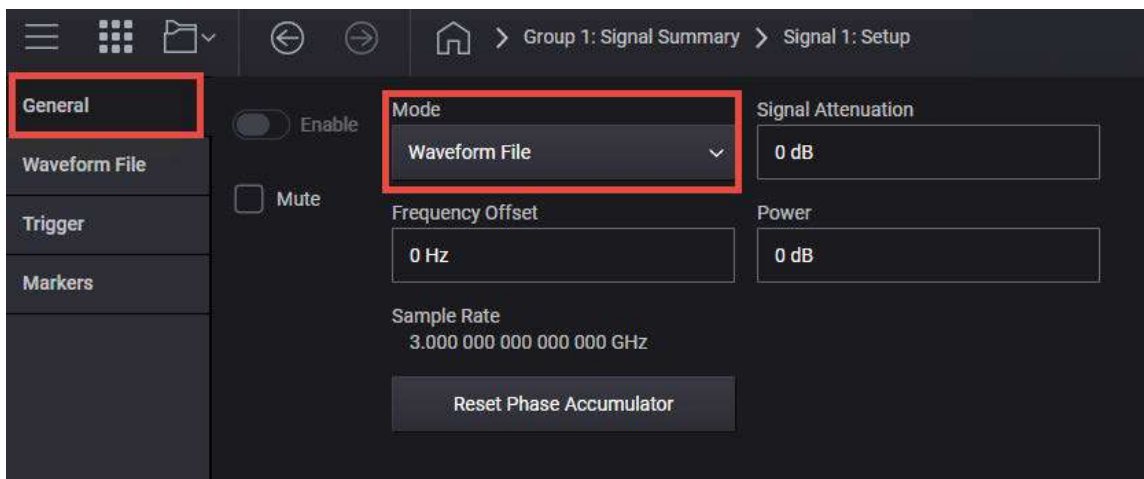 Group 1: Signal Summary > Signal 1: Setup
General
Waveform File
Trigger
Markers
Enable
Mute
Mode
Waveform File
Signal Attenuation
0 dB
Frequency Offset
0 Hz
Power
0 dB
Sample Rate
3.000 000 000 000 000 GHz
Reset Phase Accumulator